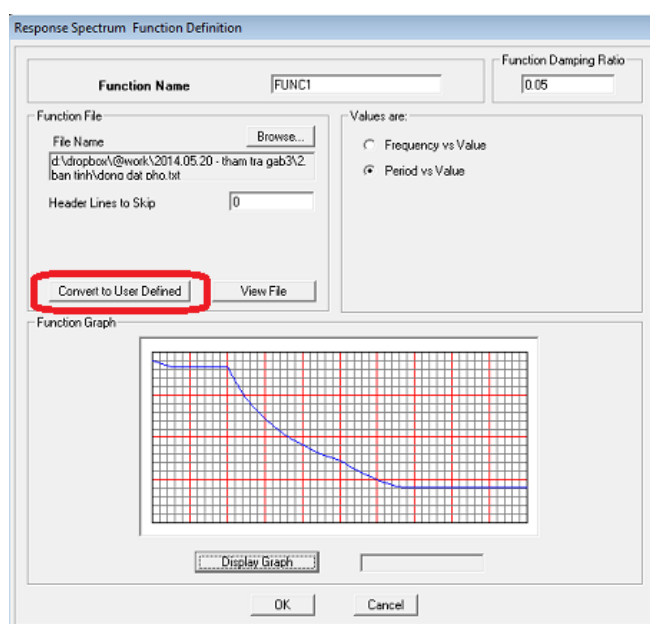 Response Spectrum Function Definition
Function Damping Ratio
Function Name
FUNC1
0.05
Function File
Values are:
File Name
Browse...
Frequency vs Value
d:\dropbox\@work\2014.05.20 - tham tra gab3\2.
ban tinh\dong dat pho.txt
Period vs Value
Header Lines to Skip
0
Convert to User Defined
View File
Function Graph
Display Graph
OK
Cancel